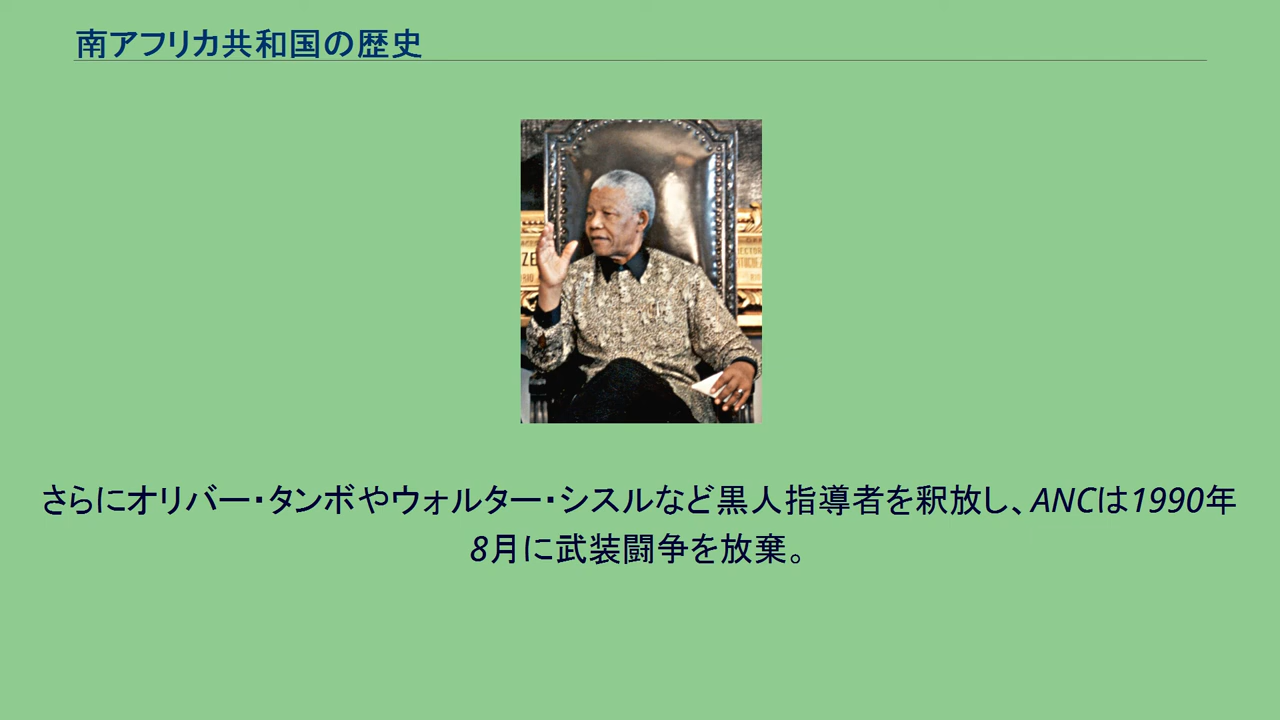 南アフリカ共和国の歴史
ZE
さらにオリバー・タンボやウォルター・シスルなど黒人指導者を釈放し、ANCは1990年
8月に武装闘争を放棄。